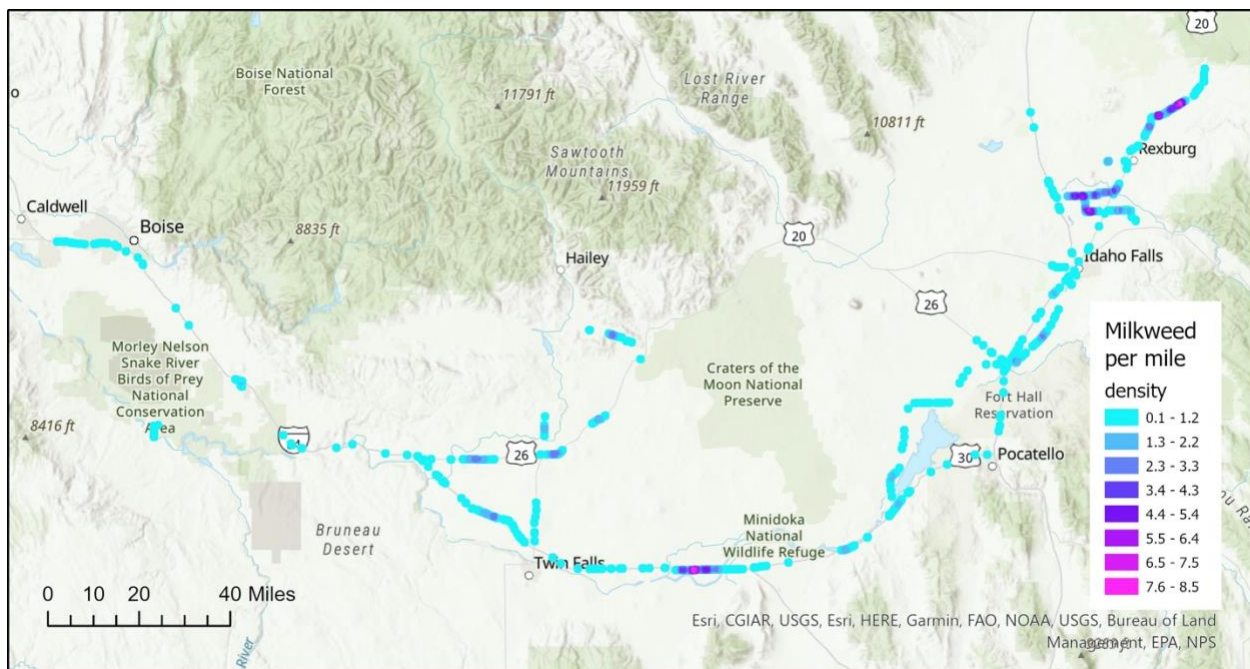 20
Boise National
Forest
11791 ft
Lost River
Range
10811 ft
Sawtooth
Mountains
11959 ft
Rexburg
Caldwell
Boise
8835 ft
20
Hailey
Idaho Falls
26
Morley Nelson
Snake River
Birds of Prey
National
Conservation
Area
8416 ft
Craters of the
Moon National
Preserve
Fort Hall
Reservation
26
30
Pocatello
Bruneau
Desert
Minidoka
National
Wildlife Refuge
Twin Falls
Milkweed
per mile
density
0.1 - 1.2
1.3 - 2.2
2.3 - 3.3
3.4 - 4.3
4.4 - 5.4
5.5 - 6.4
6.5 - 7.5
7.6 - 8.5
0 10 20 40 Miles
River
Esri, CGIAR, USGS, Esri, HERE, Garmin, FAO, NOAA, USGS, Bureau of Land
Management, EPA, NPS